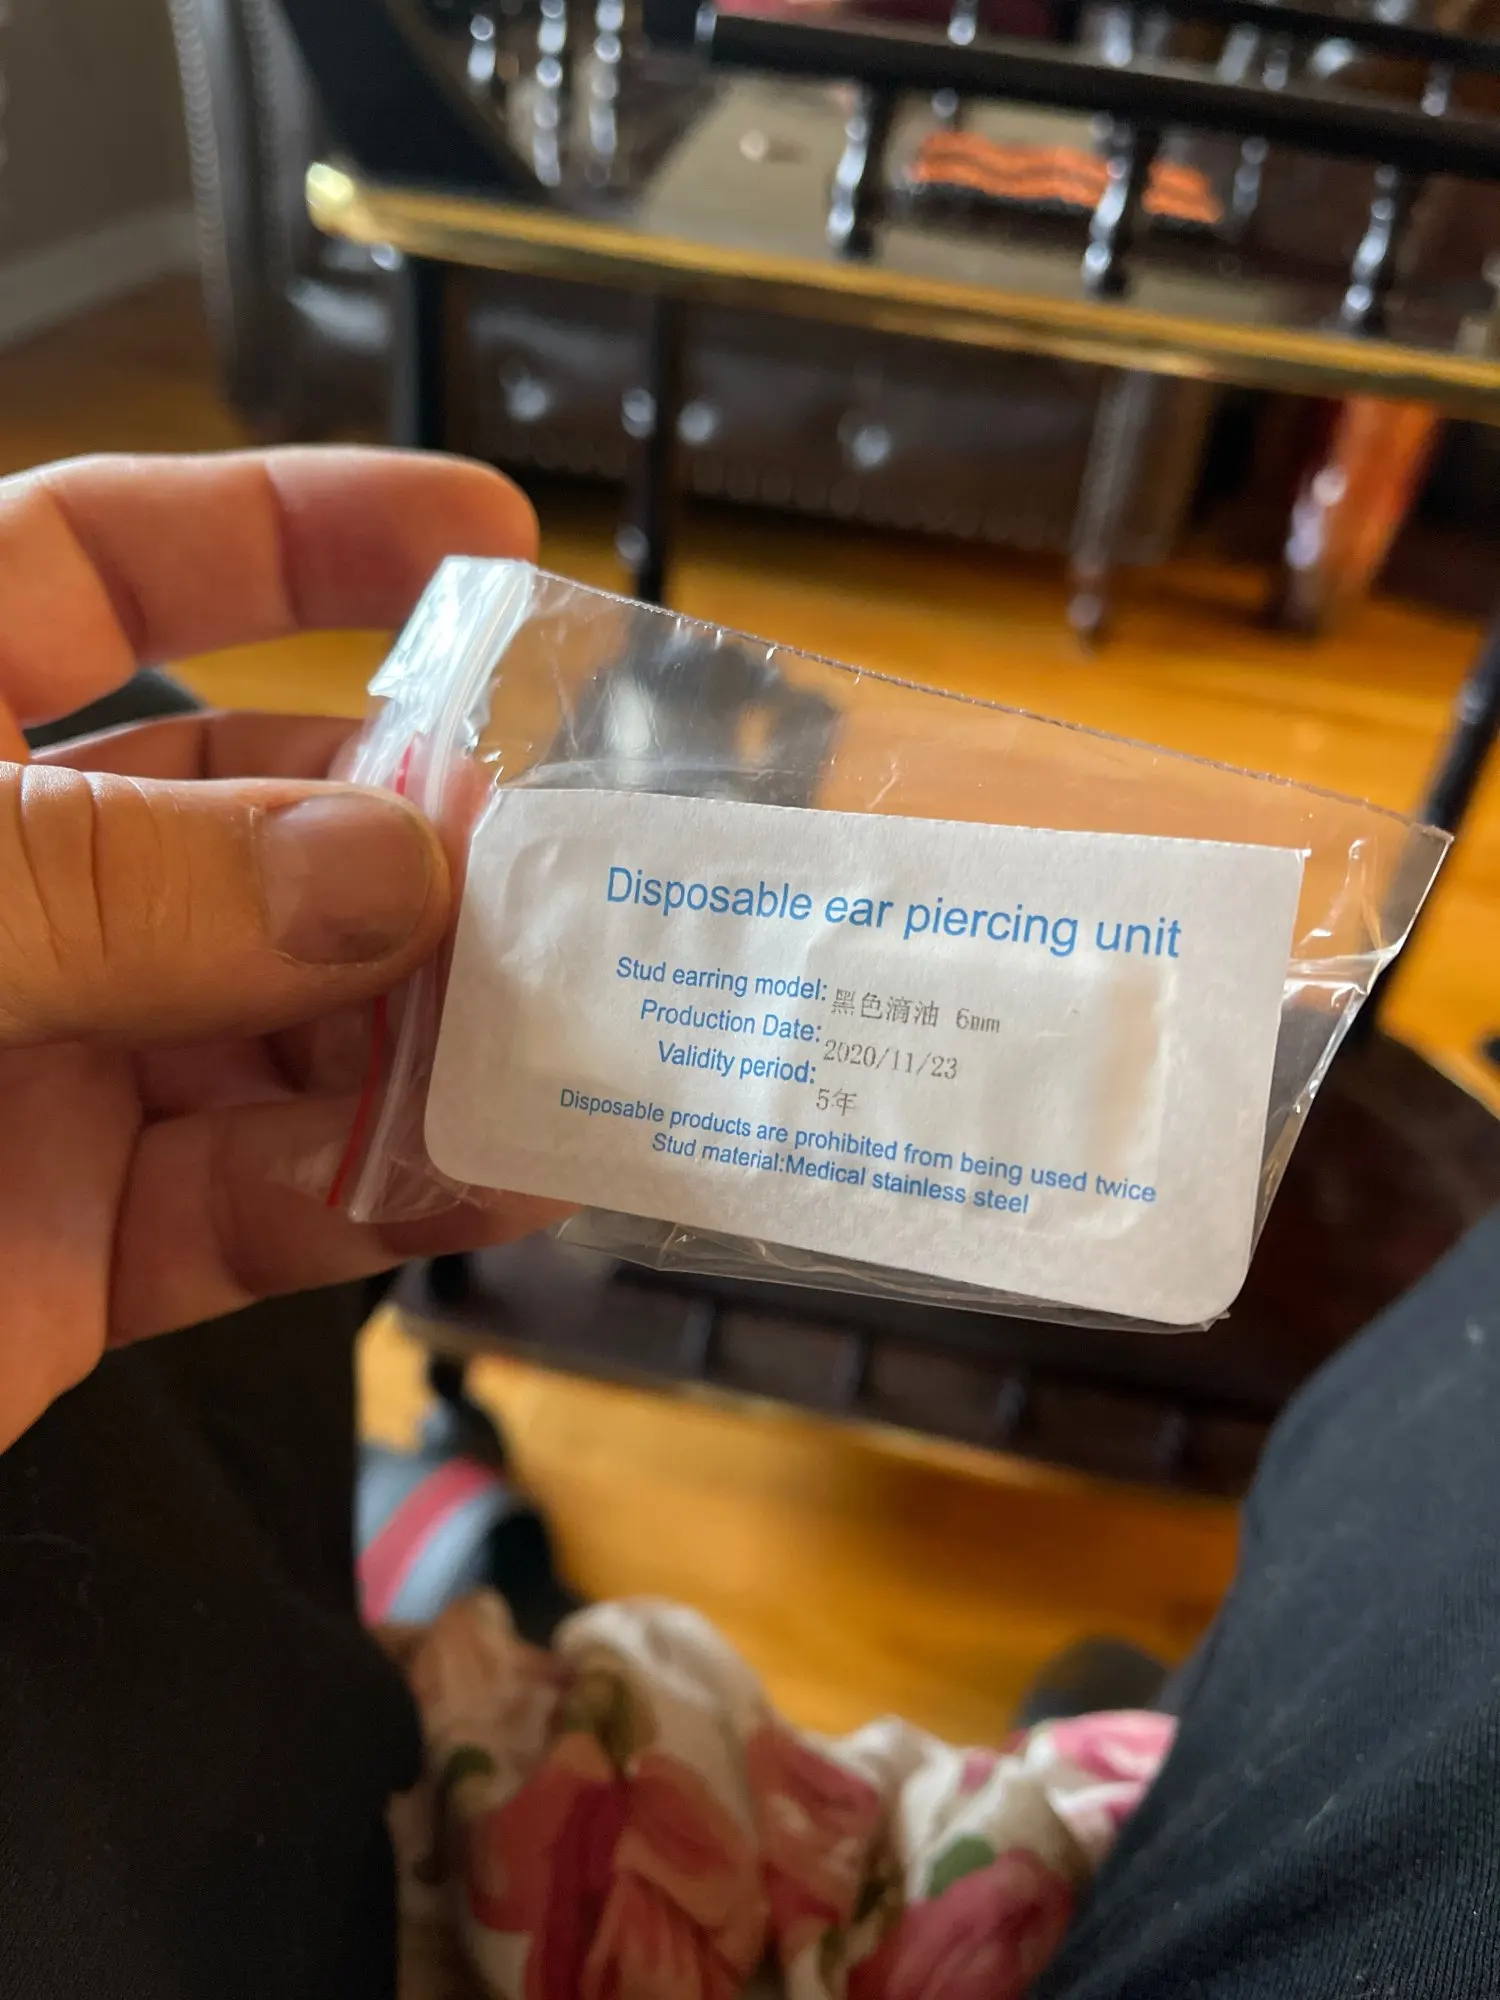 Disposable ear piercing unit
Stud earring model: 黑色滴油 6mm
Production Date: 2020/11/23
Validity period: 5年
Disposable products are prohibited from being used twice
Stud material:Medical stainless steel